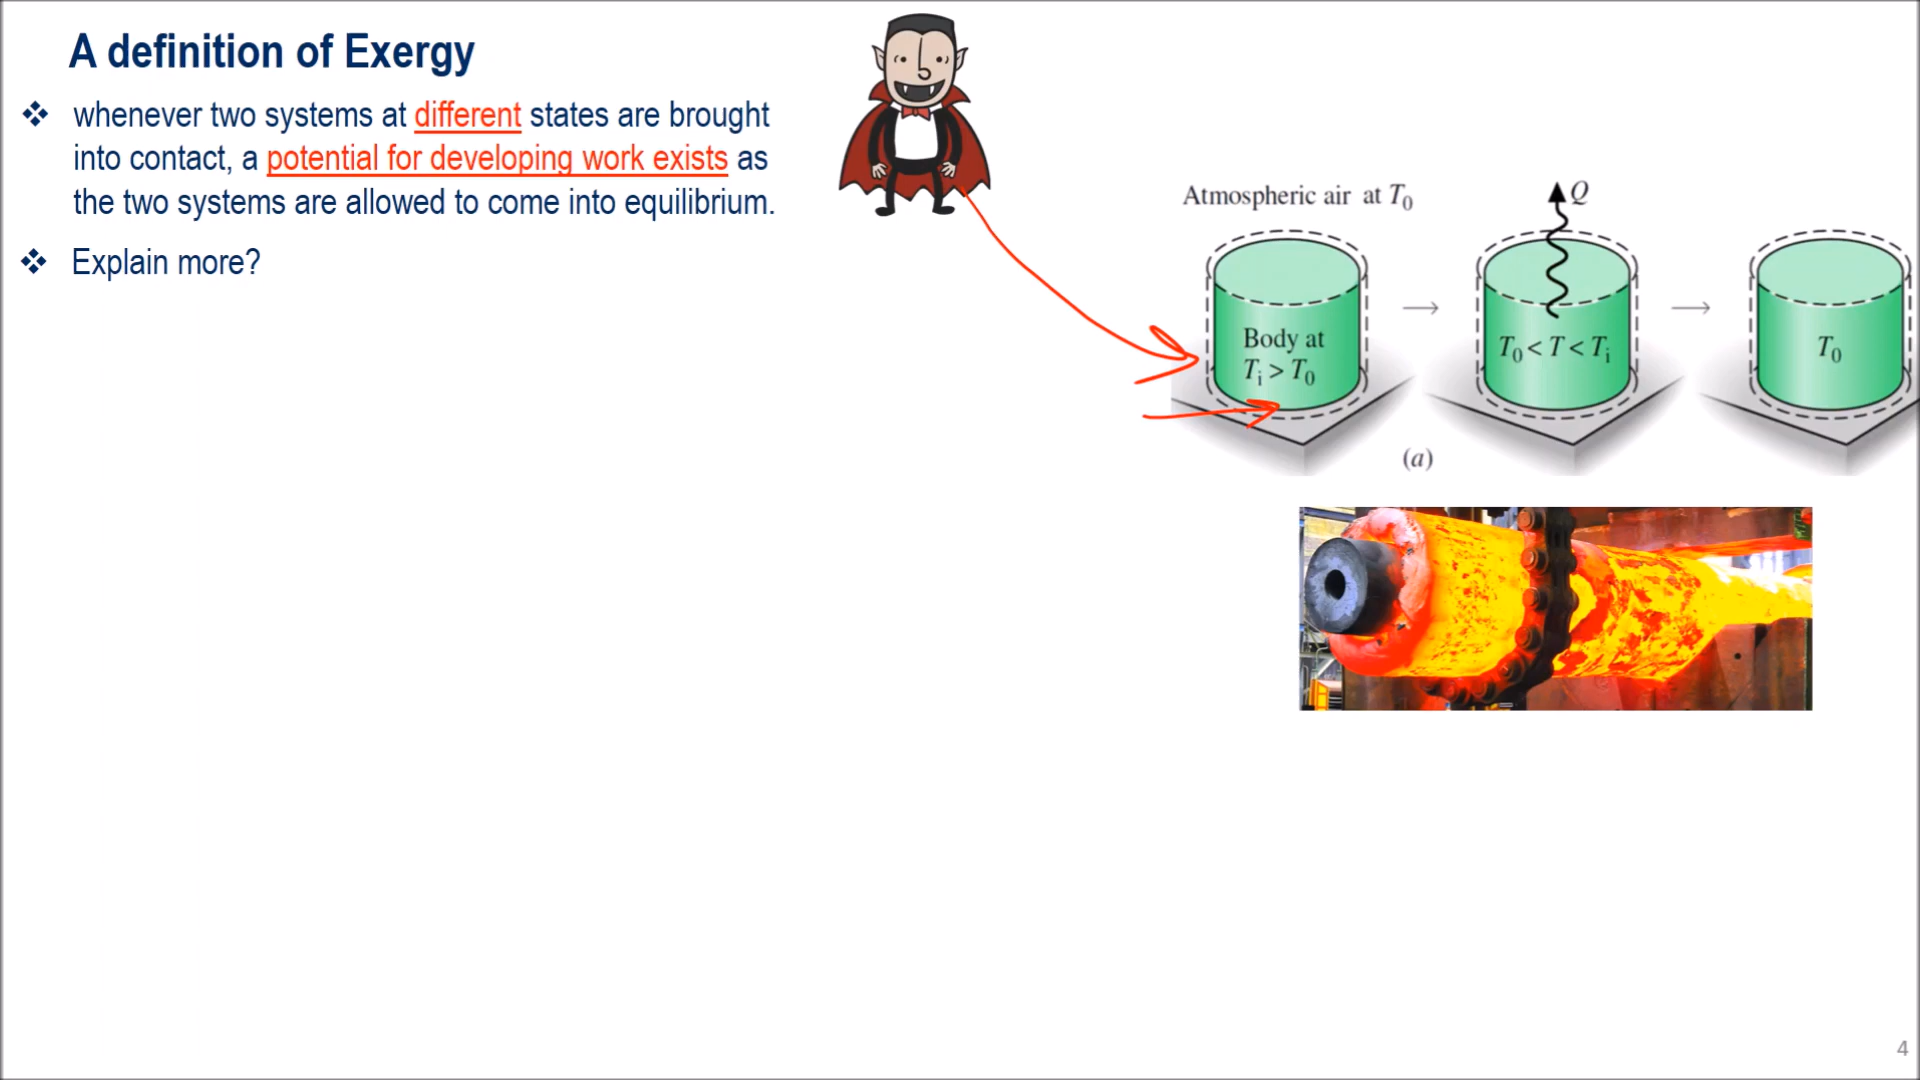 A definition of Exergy
❖ whenever two systems at different states are brought
into contact, a potential for developing work exists as
the two systems are allowed to come into equilibrium.
❖ Explain more?
Atmospheric air at T₀
Q
Body at
Tᵢ > T₀
T₀ < T < Tᵢ
T₀
(a)
4